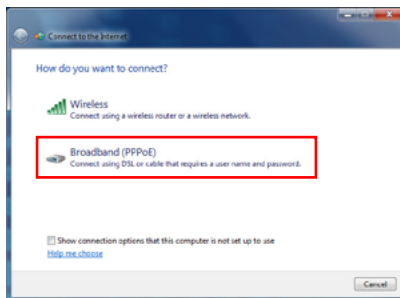 Connect to the Internet
How do you want to connect?
Wireless
Connect using a wireless router or a wireless network.
Broadband (PPPoE)
Connect using DSL or cable that requires a user name and password.
Show connection options that this computer is not set up to use
Help me choose
Cancel